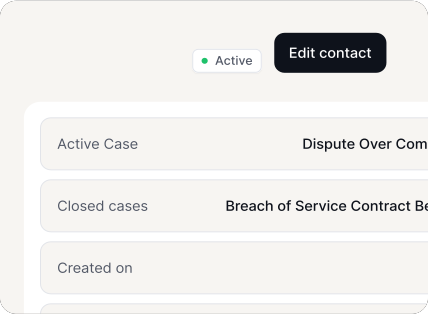 Active
Edit contact
Active Case
Dispute Over Com
Closed cases
Breach of Service Contract Be
Created on